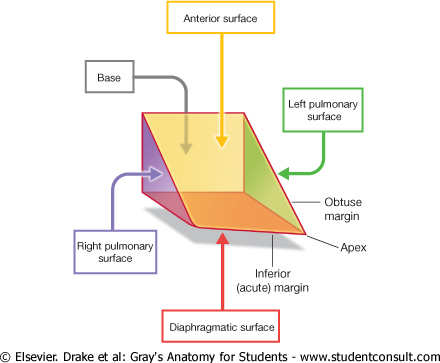 Anterior surface
Base
Left pulmonary
surface
Obtuse
margin
Right pulmonary
surface
Apex
Inferior
(acute) margin
Diaphragmatic surface
© Elsevier. Drake et al: Gray's Anatomy for Students - www.studentconsult.com